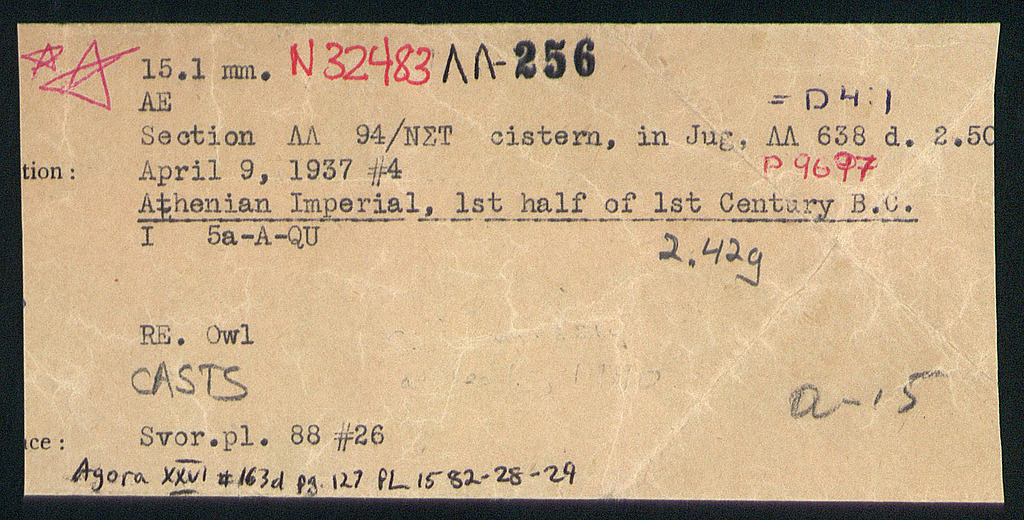 15.1 mm. N 32483 ΛΛ-256
AE = D 4:1
Section ΛΛ 94/ΝΣΤ cistern, in Jug, ΛΛ 638 d. 2.50
tion: April 9, 1937 #4 P 9697
Athenian Imperial, 1st half of 1st Century B.C.
I 5a-A-QU
2.42g
RE. Owl
CASTS
a-15
ce: Svor.pl. 88 #26
Agora XXVI #163d pg. 127 PL 15 82-28-29